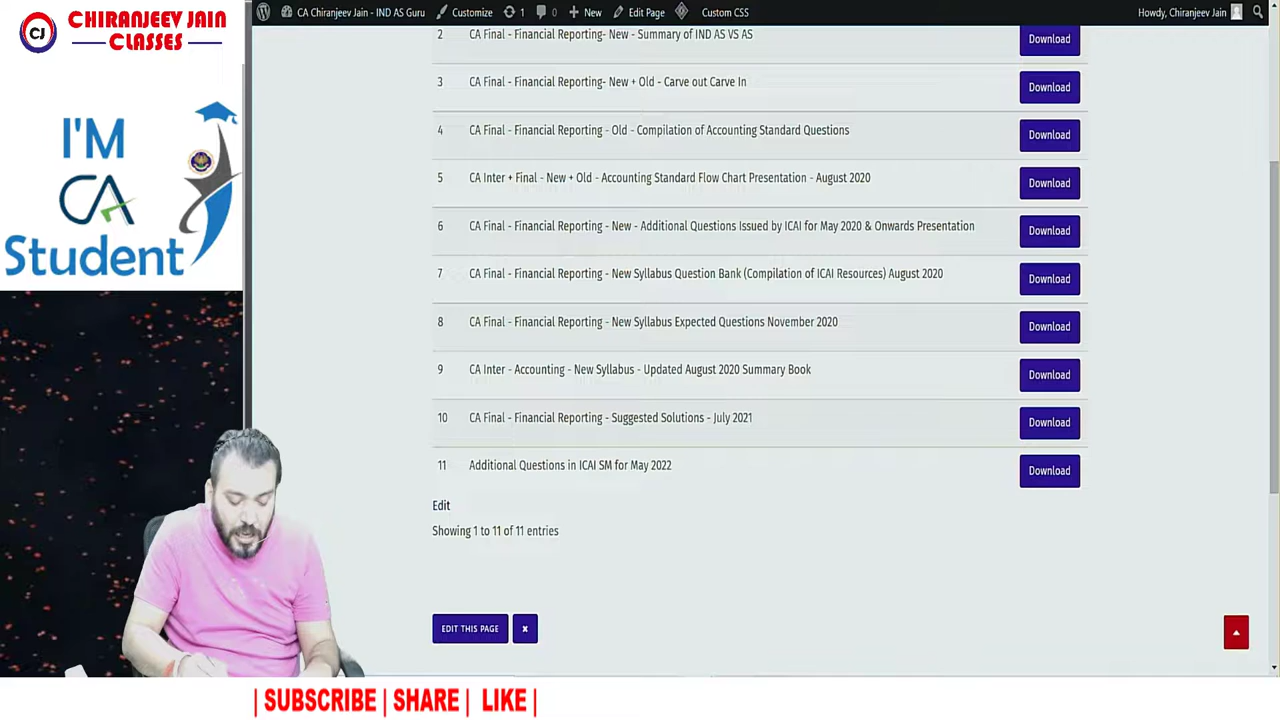 CHIRANJEEV JAIN
CLASSES
CJ
I'M
CA
Student
CA Chiranjeev Jain - IND AS Guru
Customize
1
0
New
Edit Page
Custom CSS
Howdy, Chiranjeev Jain
2 CA Final - Financial Reporting- New - Summary of IND AS VS AS Download
3 CA Final - Financial Reporting- New + Old - Carve out Carve In Download
4 CA Final - Financial Reporting - Old - Compilation of Accounting Standard Questions Download
5 CA Inter + Final - New + Old - Accounting Standard Flow Chart Presentation - August 2020 Download
6 CA Final - Financial Reporting - New - Additional Questions Issued by ICAI for May 2020 & Onwards Presentation Download
7 CA Final - Financial Reporting - New Syllabus Question Bank (Compilation of ICAI Resources) August 2020 Download
8 CA Final - Financial Reporting - New Syllabus Expected Questions November 2020 Download
9 CA Inter - Accounting - New Syllabus - Updated August 2020 Summary Book Download
10 CA Final - Financial Reporting - Suggested Solutions - July 2021 Download
11 Additional Questions in ICAI SM for May 2022 Download
Edit
Showing 1 to 11 of 11 entries
EDIT THIS PAGE
| SUBSCRIBE | SHARE | LIKE |